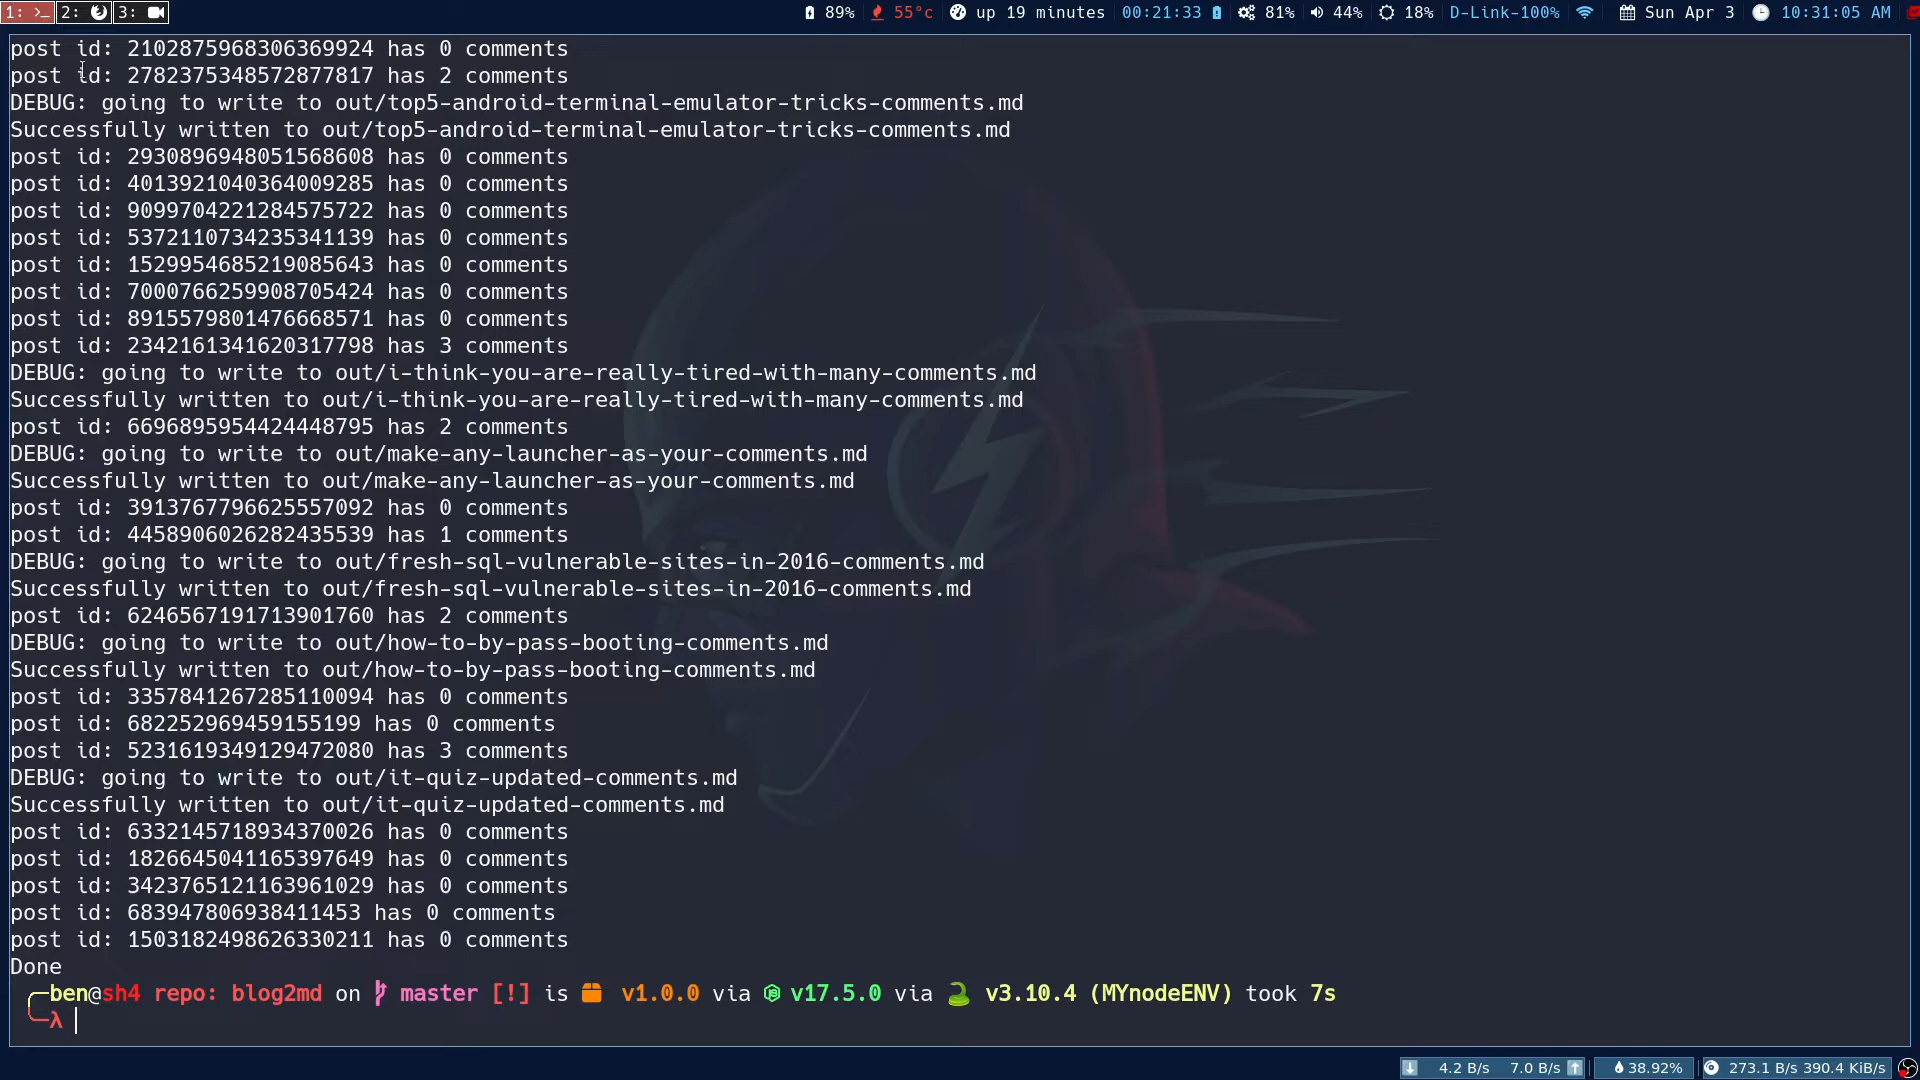 1: >_ 2: 3: 89% 55°c up 19 minutes 00:21:33 81% 44% 18% D-Link-100% Sun Apr 3 10:31:05 AM
post id: 2102875968306369924 has 0 comments
post id: 2782375348572877817 has 2 comments
DEBUG: going to write to out/top5-android-terminal-emulator-tricks-comments.md
Successfully written to out/top5-android-terminal-emulator-tricks-comments.md
post id: 2930896948051568608 has 0 comments
post id: 4013921040364009285 has 0 comments
post id: 9099704221284575722 has 0 comments
post id: 5372110734235341139 has 0 comments
post id: 1529954685219085643 has 0 comments
post id: 7000766259908705424 has 0 comments
post id: 8915579801476668571 has 0 comments
post id: 2342161341620317798 has 3 comments
DEBUG: going to write to out/i-think-you-are-really-tired-with-many-comments.md
Successfully written to out/i-think-you-are-really-tired-with-many-comments.md
post id: 6696895954424448795 has 2 comments
DEBUG: going to write to out/make-any-launcher-as-your-comments.md
Successfully written to out/make-any-launcher-as-your-comments.md
post id: 3913767796625557092 has 0 comments
post id: 4458906026282435539 has 1 comments
DEBUG: going to write to out/fresh-sql-vulnerable-sites-in-2016-comments.md
Successfully written to out/fresh-sql-vulnerable-sites-in-2016-comments.md
post id: 6246567191713901760 has 2 comments
DEBUG: going to write to out/how-to-by-pass-booting-comments.md
Successfully written to out/how-to-by-pass-booting-comments.md
post id: 3357841267285110094 has 0 comments
post id: 682252969459155199 has 0 comments
post id: 5231619349129472080 has 3 comments
DEBUG: going to write to out/it-quiz-updated-comments.md
Successfully written to out/it-quiz-updated-comments.md
post id: 6332145718934370026 has 0 comments
post id: 1826645041165397649 has 0 comments
post id: 3423765121163961029 has 0 comments
post id: 683947806938411453 has 0 comments
post id: 1503182498626330211 has 0 comments
Done
ben@sh4 repo: blog2md on master [!] is v1.0.0 via v17.5.0 via v3.10.4 (MYnodeENV) took 7s
λ
4.2 B/s 7.0 B/s 38.92% 273.1 B/s 390.4 KiB/s